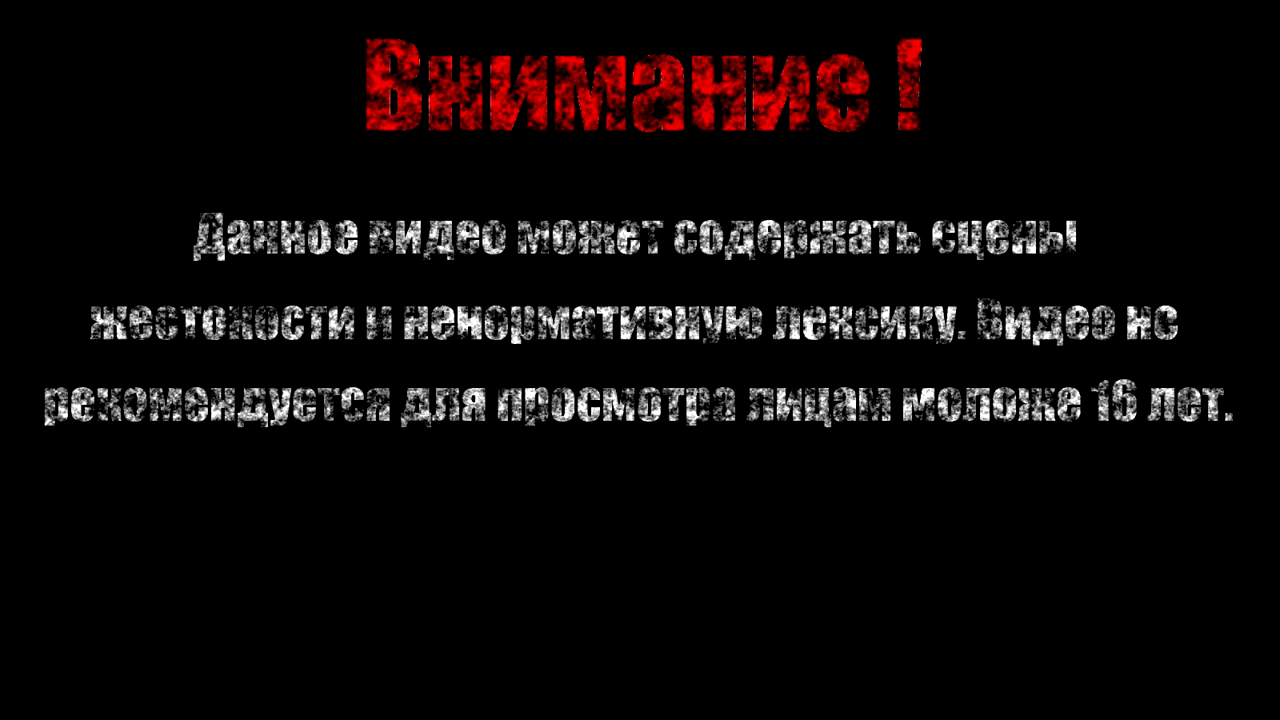 Внимание !
Данное видео может содержать сцены
жестокости и ненормативную лексику. Видео не
рекомендуется для просмотра лицам моложе 16 лет.